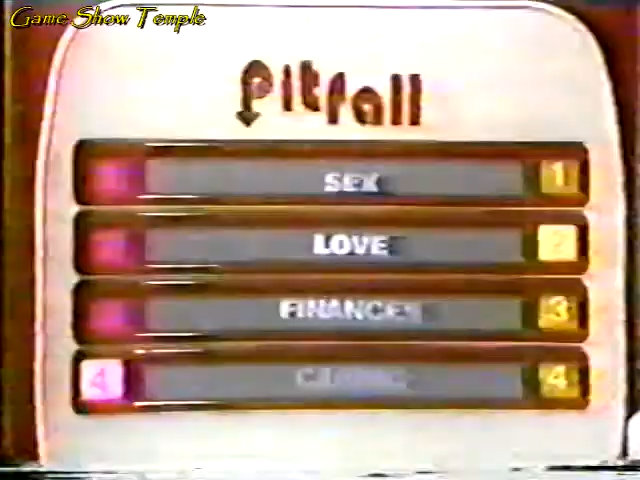 Game Show Temple
Pitfall
SEX 1
LOVE 2
FINANCES 3
4 4